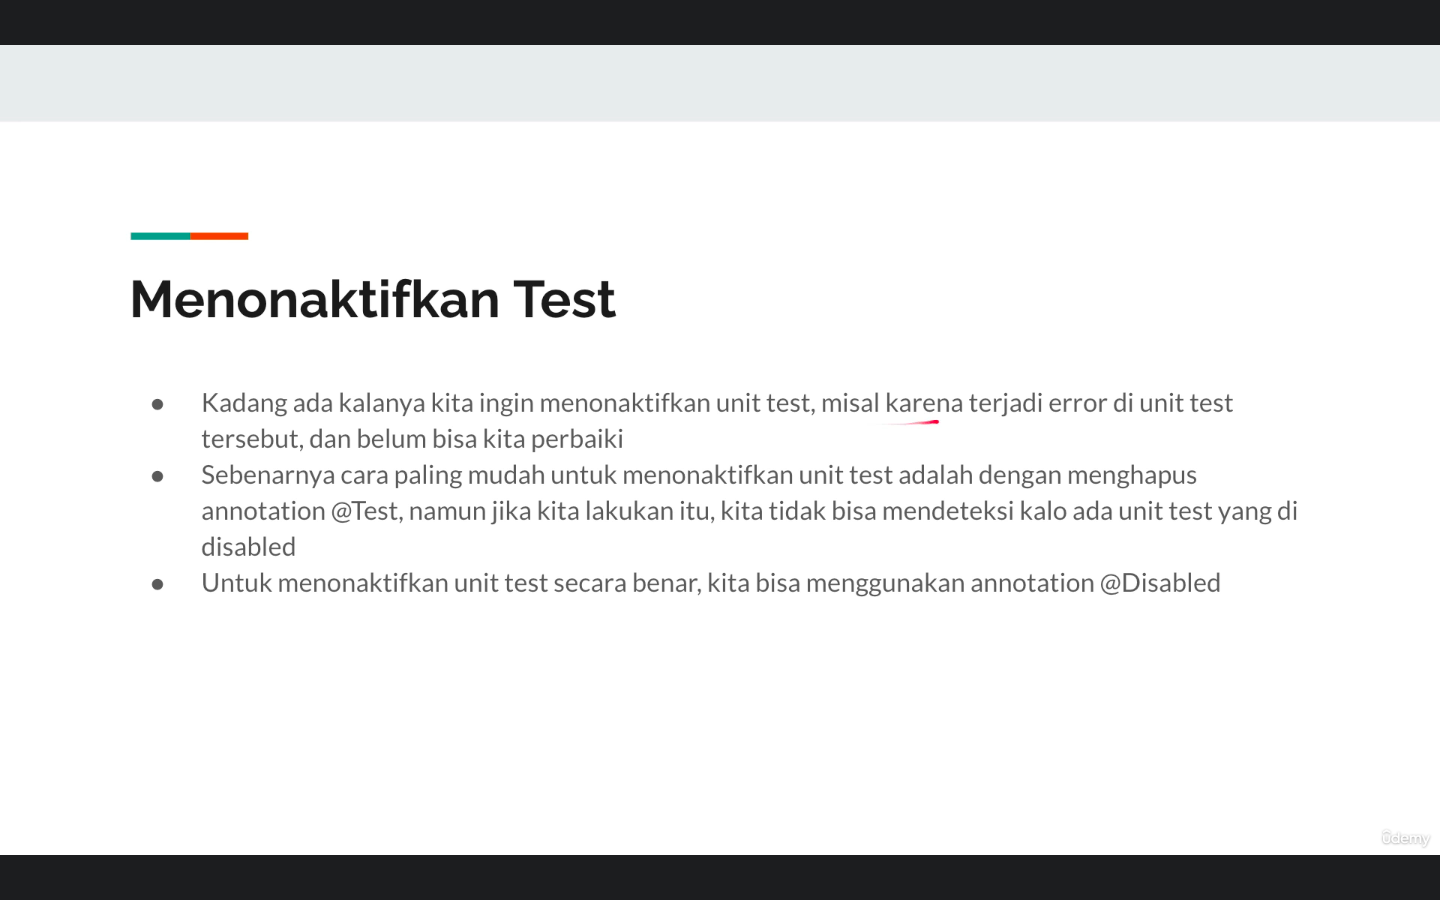 Menonaktifkan Test
● Kadang ada kalanya kita ingin menonaktifkan unit test, misal karena terjadi error di unit test
tersebut, dan belum bisa kita perbaiki
● Sebenarnya cara paling mudah untuk menonaktifkan unit test adalah dengan menghapus
annotation @Test, namun jika kita lakukan itu, kita tidak bisa mendeteksi kalo ada unit test yang di
disabled
● Untuk menonaktifkan unit test secara benar, kita bisa menggunakan annotation @Disabled
ûdemy